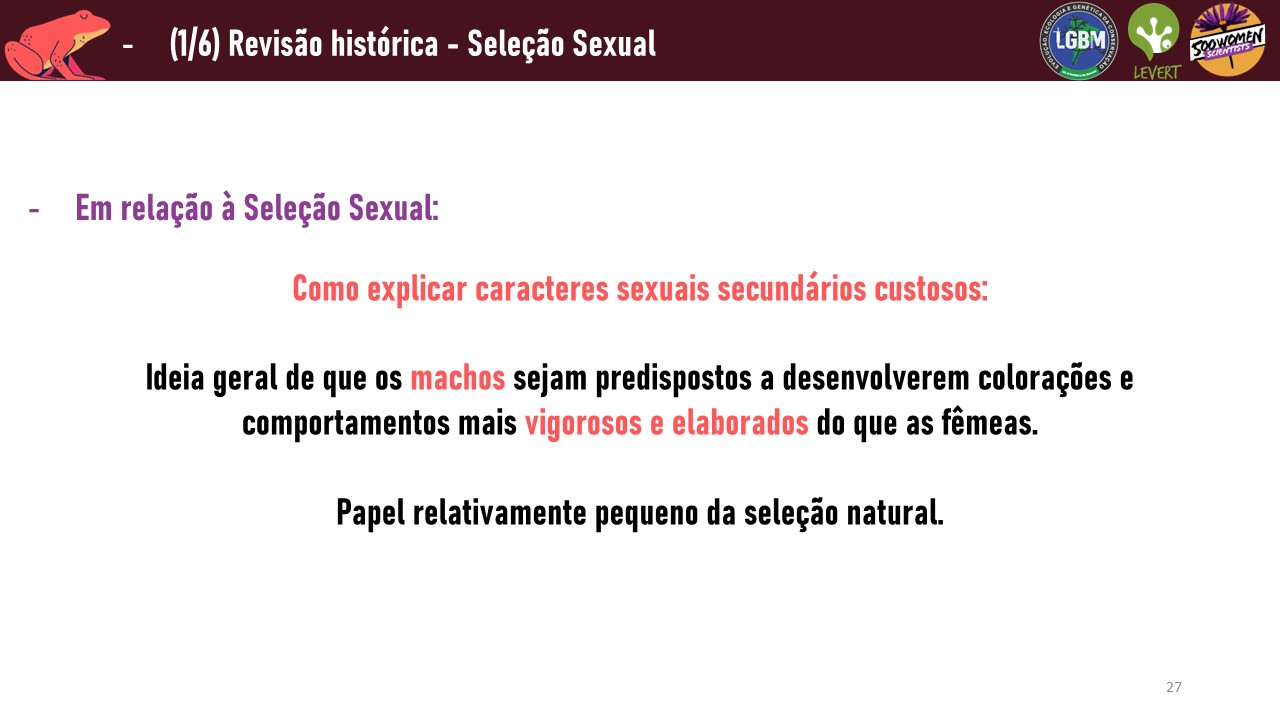 - (1/6) Revisão histórica - Seleção Sexual
EVOLUÇÃO, ECOLOGIA E GENÉTICA DA CONSERVAÇÃO
LGBM
LEVERT
500 WOMEN
SCIENTISTS
- Em relação à Seleção Sexual:
Como explicar caracteres sexuais secundários custosos:
Ideia geral de que os machos sejam predispostos a desenvolverem colorações e
comportamentos mais vigorosos e elaborados do que as fêmeas.
Papel relativamente pequeno da seleção natural.
27